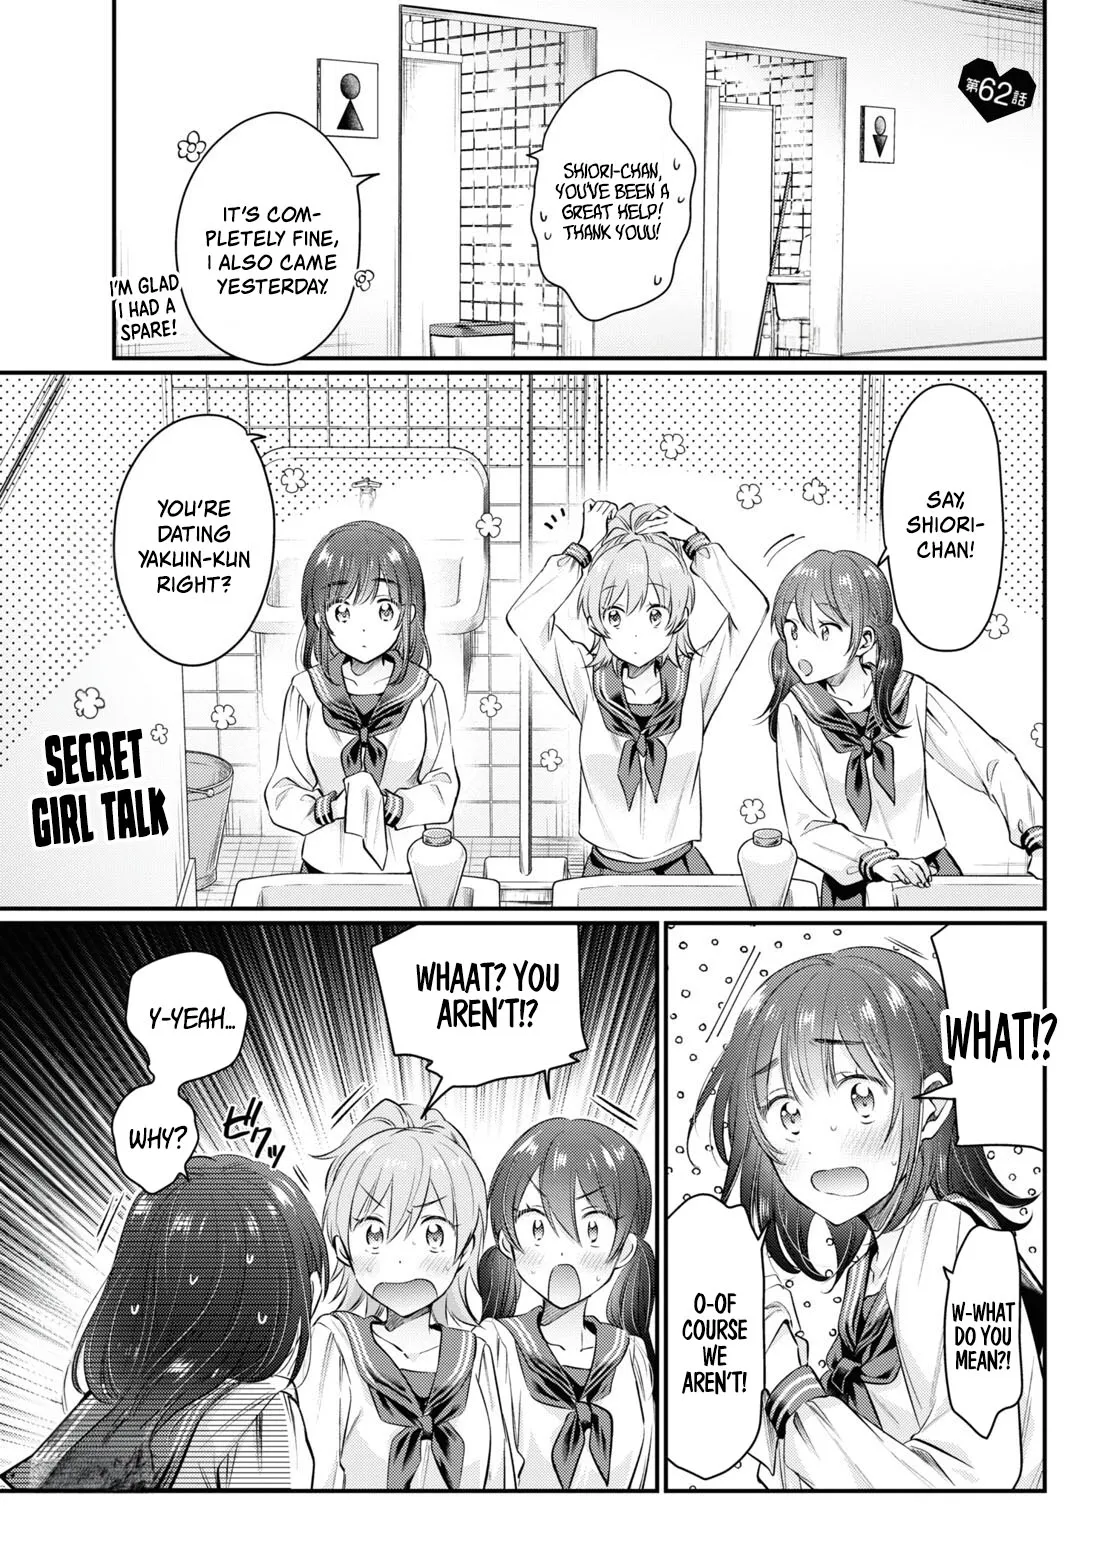 第62話
SHIORI-CHAN,
YOU'VE BEEN A
GREAT HELP!
THANK YOUU!
IT'S COM-
PLETELY FINE,
I ALSO CAME
YESTERDAY.
I'M GLAD
I HAD A
SPARE!
SAY,
SHIORI-
CHAN!
YOU'RE
DATING
YAKUIN-KUN
RIGHT?
SECRET
GIRL TALK
WHAT!?
W-WHAT
DO YOU
MEAN?!
O-OF
COURSE
WE
AREN'T!
WHAAT? YOU
AREN'T!?
Y-YEAH...
WHY?
ビクッ